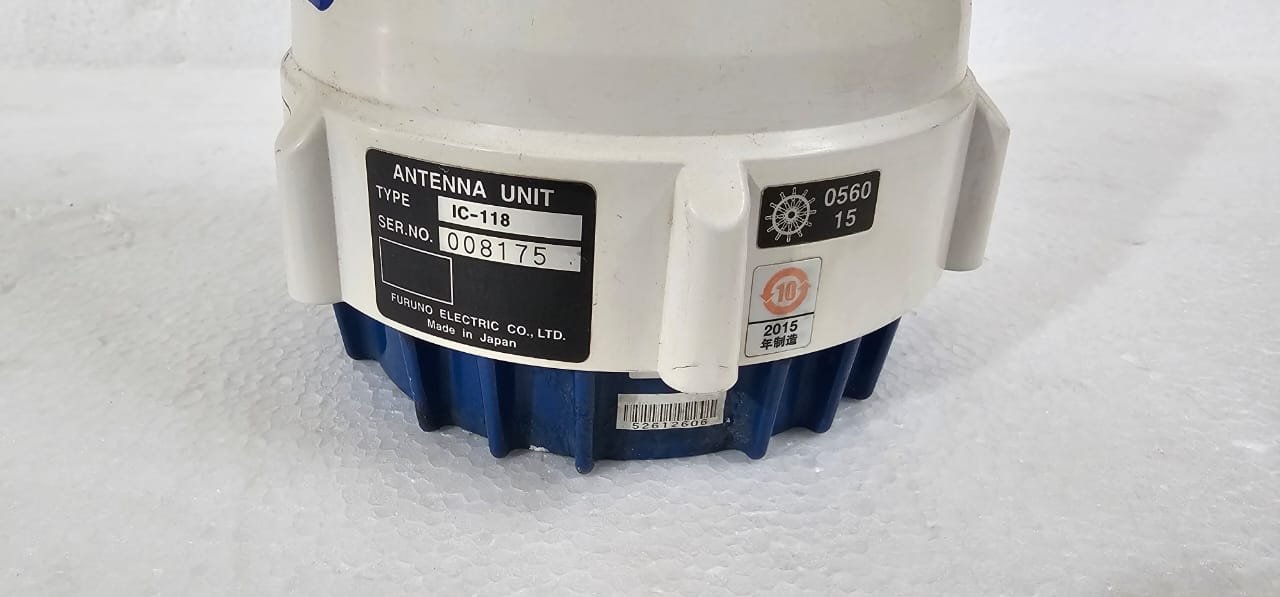 ANTENNA UNIT
TYPE IC-118
SER.NO. 008175
FURUNO ELECTRIC CO., LTD.
Made in Japan
0560
15
10
2015
年制造
52612606